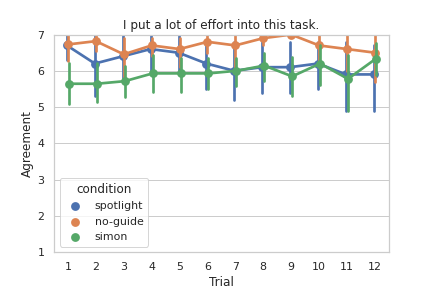 I put a lot of effort into this task.
7
6
5
4
3
2
1
Agreement
condition
spotlight
no-guide
simon
1 2 3 4 5 6 7 8 9 10 11 12
Trial